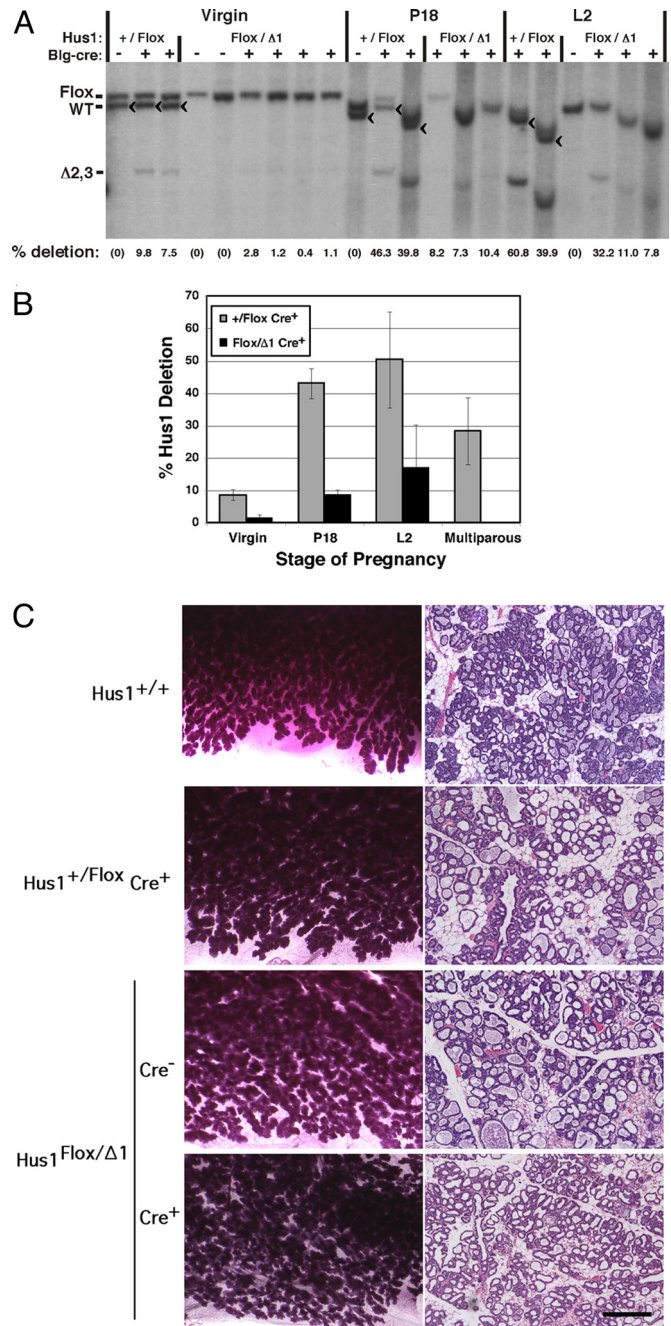 A
Virgin P18 L2
Hus1: +/Flox Flox/Δ1 +/Flox Flox/Δ1 +/Flox Flox/Δ1
Blg-cre: - + + - - + + + + - + + + + + + + - + + +
Flox
WT
Δ2,3
% deletion: (0) 9.8 7.5 (0) (0) 2.8 1.2 0.4 1.1 (0) 46.3 39.8 8.2 7.3 10.4 60.8 39.9 (0) 32.2 11.0 7.8
B
70
60
50
40
30
20
10
0
% Hus1 Deletion
+/Flox Cre+
Flox/Δ1 Cre+
Virgin P18 L2 Multiparous
Stage of Pregnancy
C
Hus1+/+
Hus1+/Flox Cre+
Cre-
Hus1Flox/Δ1
Cre+